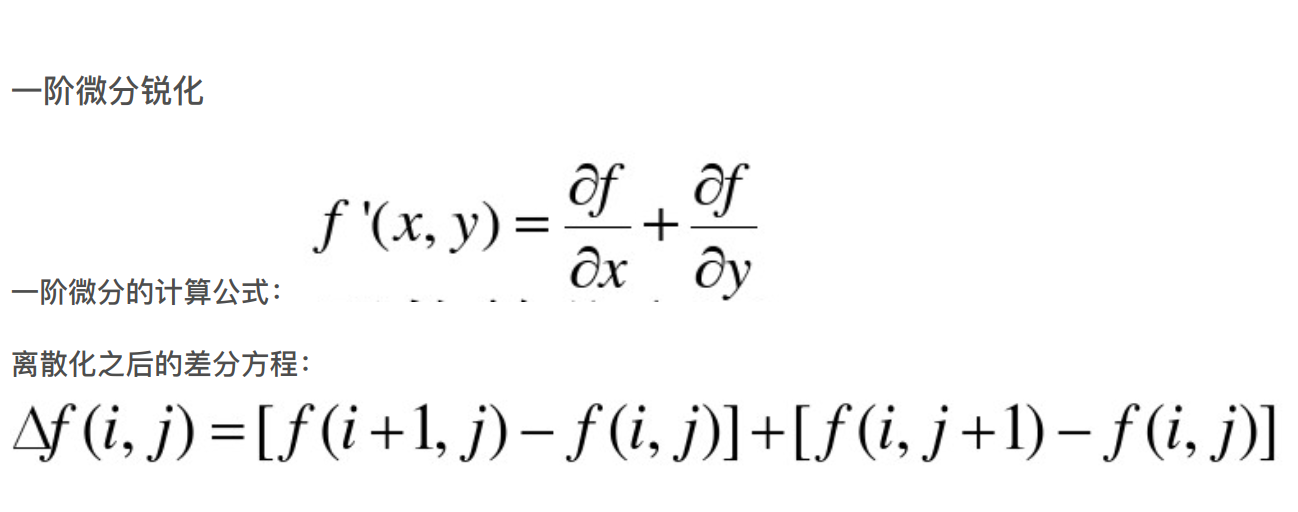 一阶微分锐化
一阶微分的计算公式： f '(x, y) = ∂f/∂x + ∂f/∂y
离散化之后的差分方程：
Δf (i, j) = [ f (i +1, j) − f (i, j)] + [ f (i, j +1) − f (i, j)]